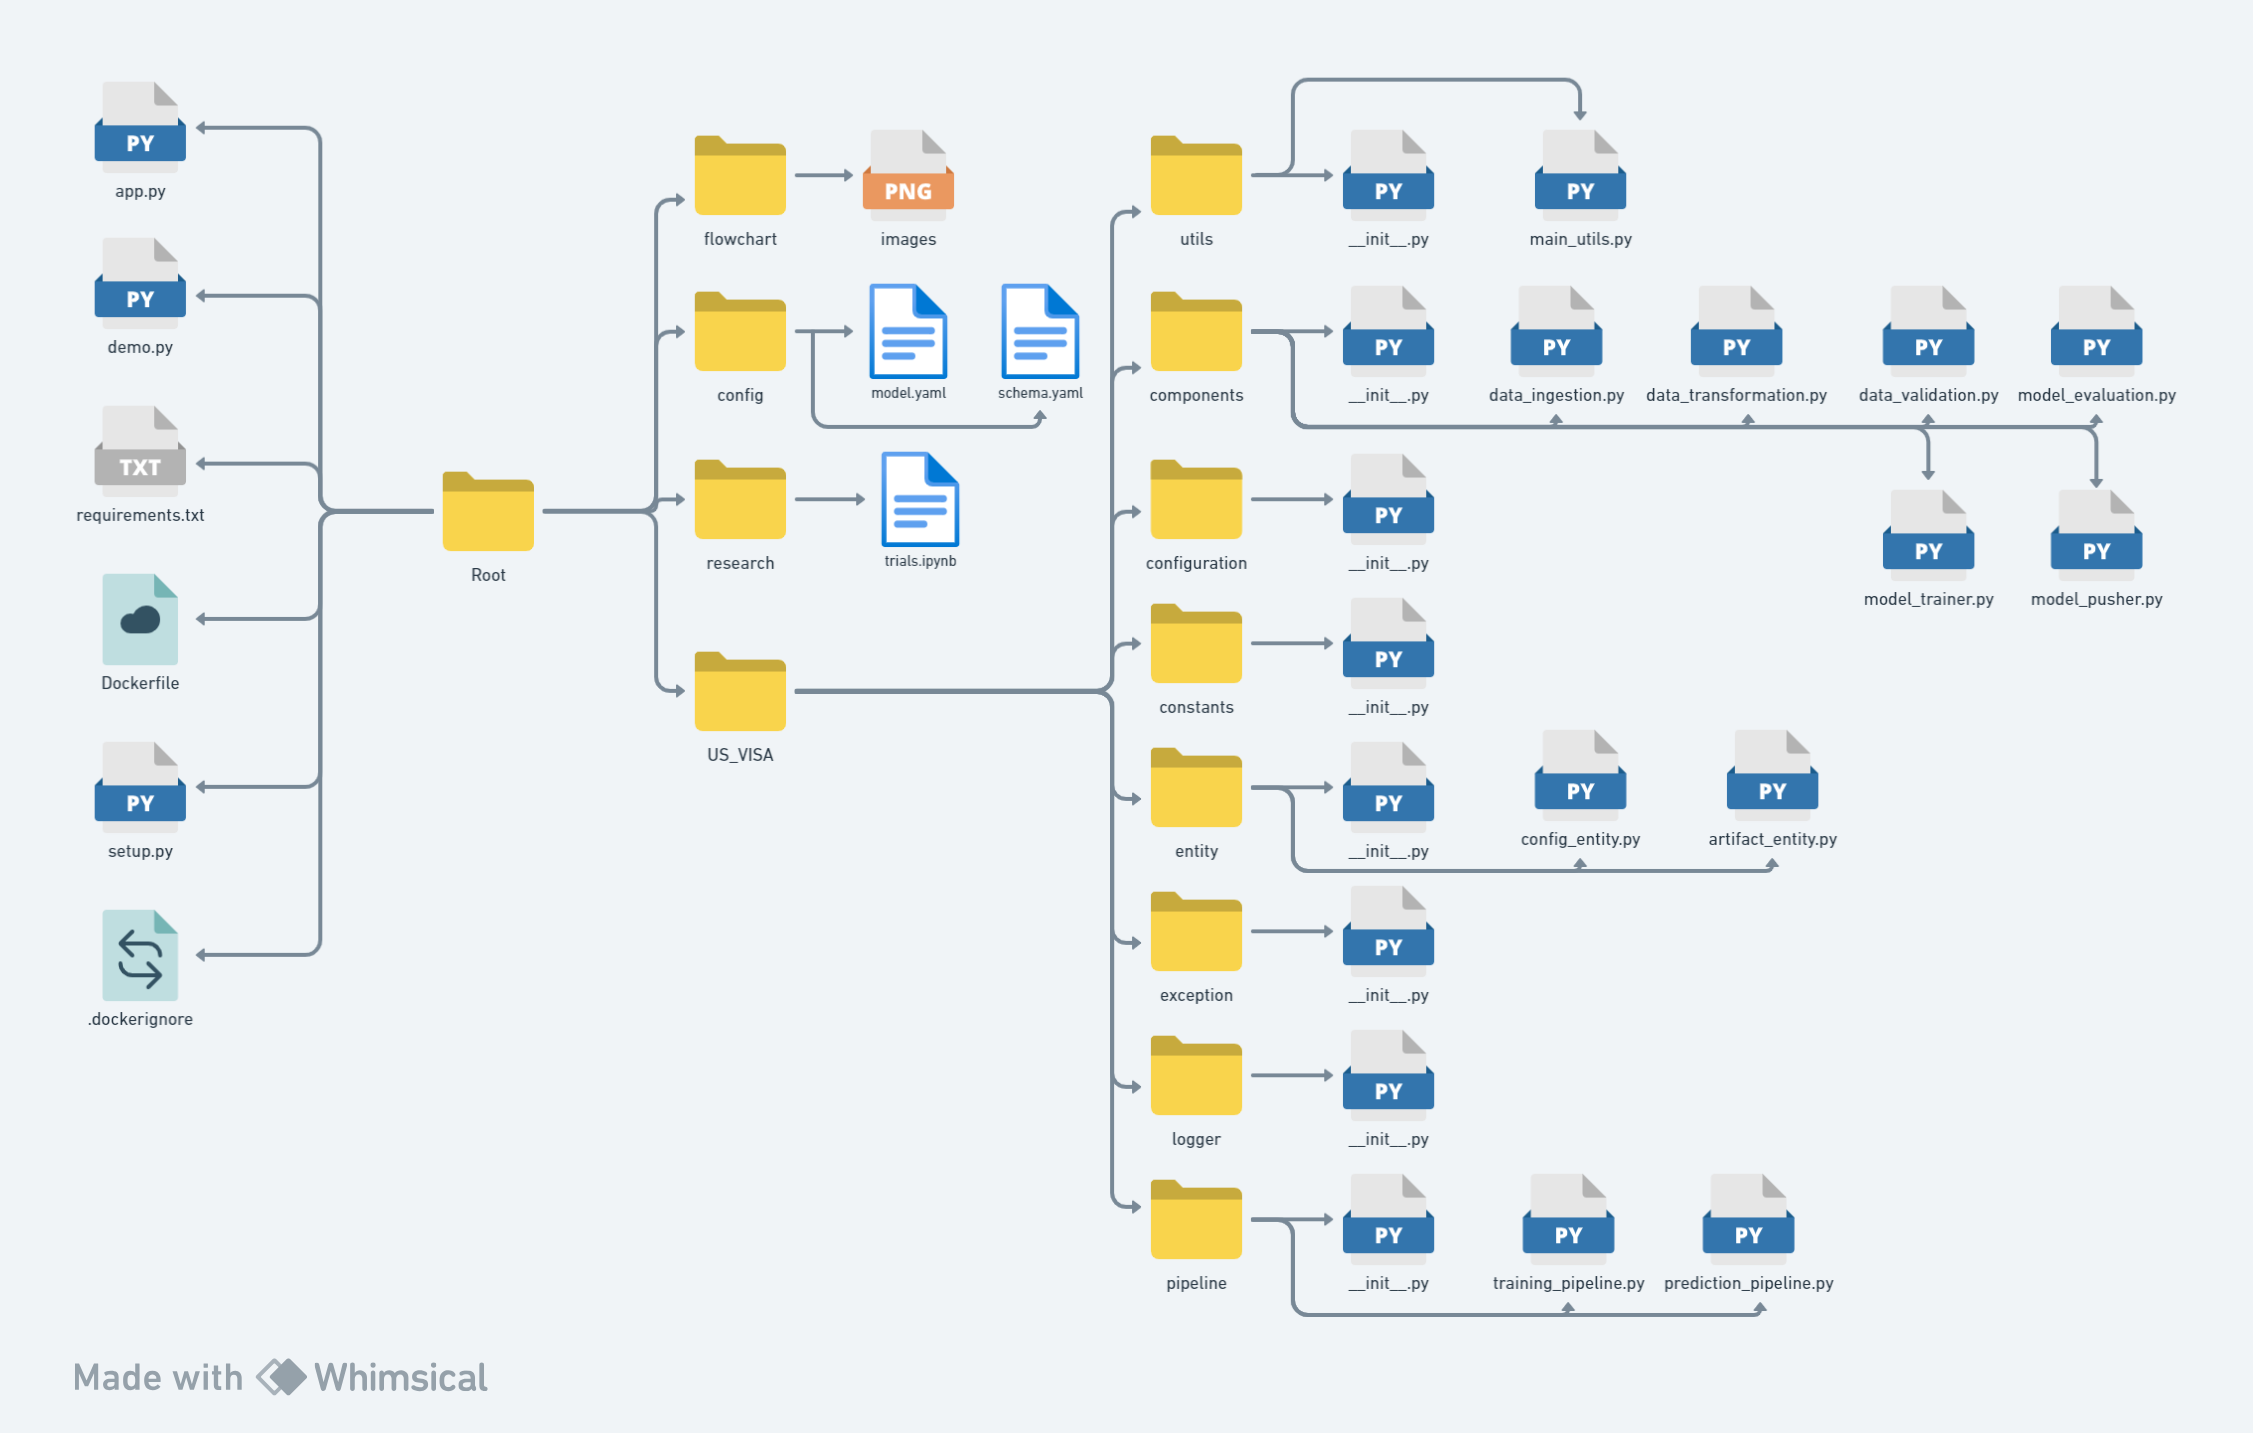 PY
app.py
PY
demo.py
TXT
requirements.txt
Dockerfile
PY
setup.py
.dockerignore
Root
flowchart
PNG
images
config
model.yaml
schema.yaml
research
trials.ipynb
US_VISA
utils
PY
__init__.py
PY
main_utils.py
components
PY
__init__.py
PY
data_ingestion.py
PY
data_transformation.py
PY
data_validation.py
PY
model_evaluation.py
PY
model_trainer.py
PY
model_pusher.py
configuration
PY
__init__.py
constants
PY
__init__.py
entity
PY
__init__.py
PY
config_entity.py
PY
artifact_entity.py
exception
PY
__init__.py
logger
PY
__init__.py
pipeline
PY
__init__.py
PY
training_pipeline.py
PY
prediction_pipeline.py
Made with Whimsical